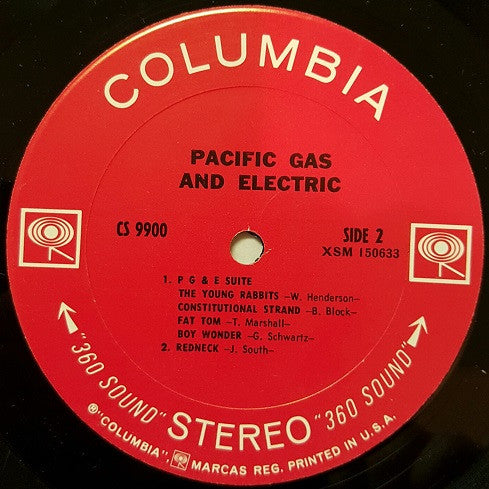 COLUMBIA
PACIFIC GAS
AND ELECTRIC
CS 9900
SIDE 2
XSM 150633
1. P G & E SUITE
THE YOUNG RABBITS -W. Henderson-
CONSTITUTIONAL STRAND -B. Block-
FAT TOM -T. Marshall-
BOY WONDER -G. Schwartz-
2. REDNECK -J. South-
"360 SOUND" STEREO "360 SOUND"
® "COLUMBIA", MARCAS REG. PRINTED IN U.S.A.